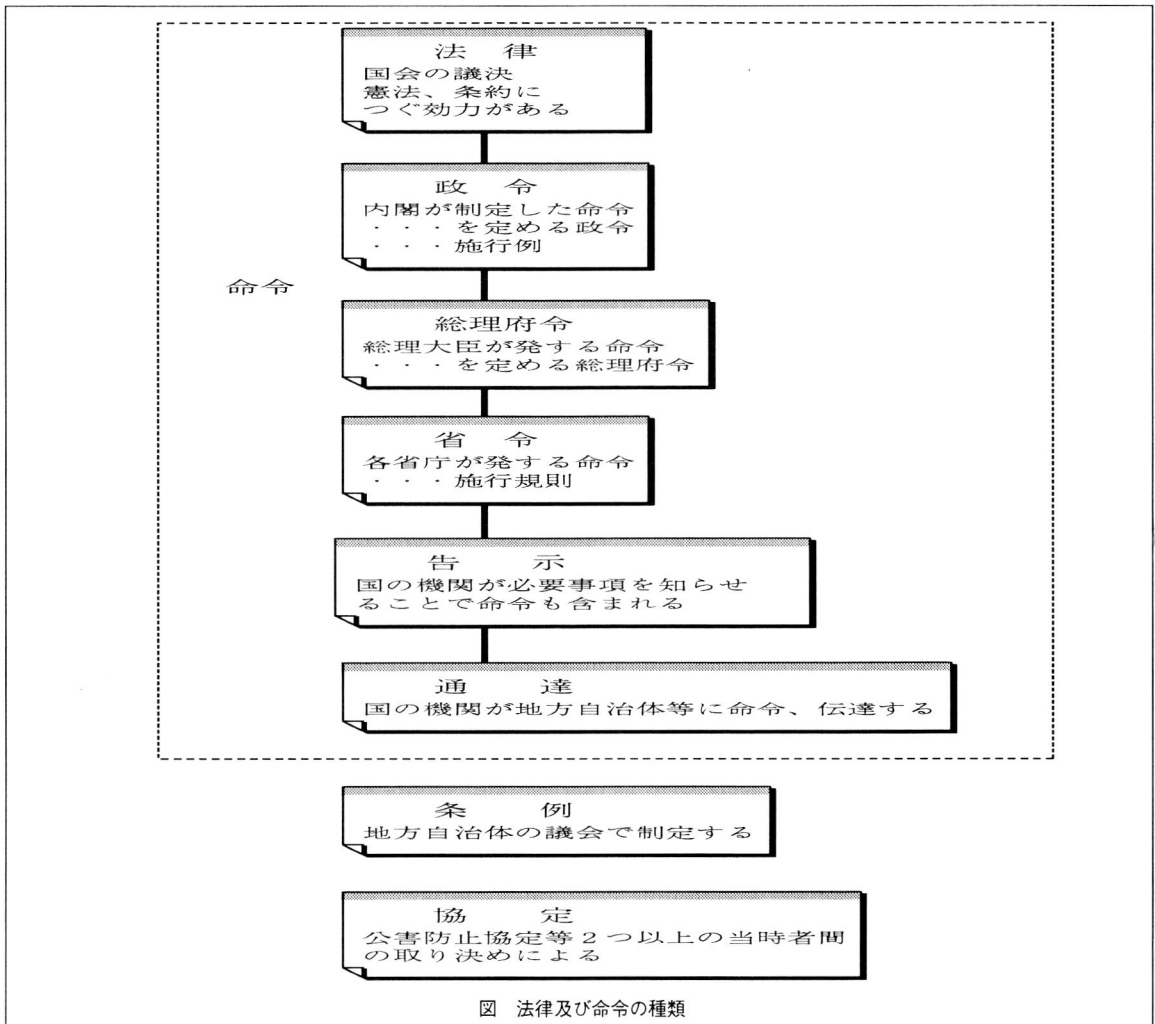 法　律
国会の議決
憲法、条約に
つぐ効力がある
政　令
内閣が制定した命令
・・・を定める政令
・・・施行例
命令
総理府令
総理大臣が発する命令
・・・を定める総理府令
省　令
各省庁が発する命令
・・・施行規則
告　示
国の機関が必要事項を知らせ
ることで命令も含まれる
通　達
国の機関が地方自治体等に命令、伝達する
条　例
地方自治体の議会で制定する
協　定
公害防止協定等２つ以上の当時者間
の取り決めによる
図　法律及び命令の種類